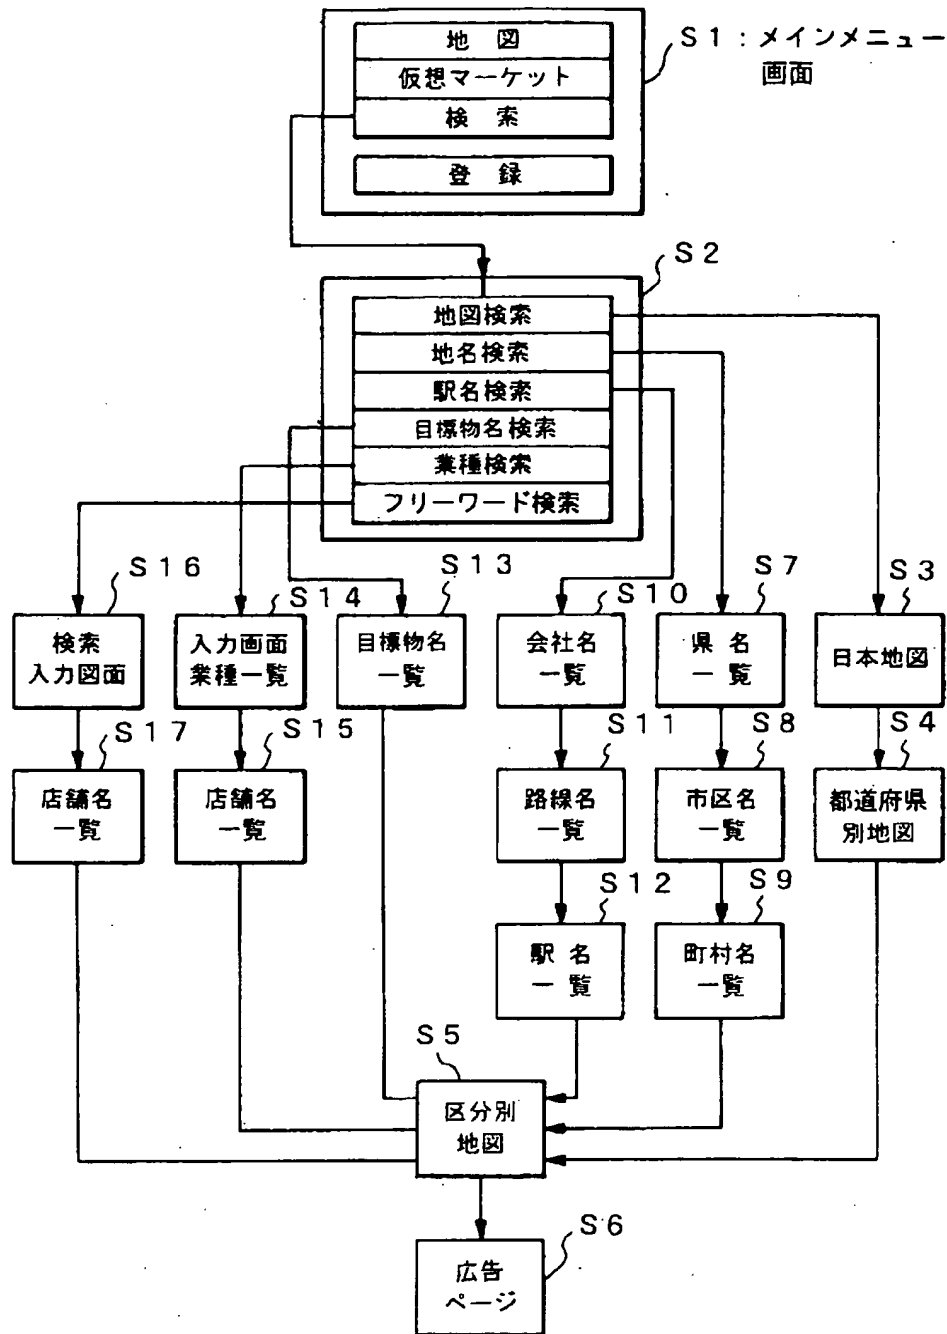 地 図
仮想マーケット
検 索
登 録
S1:メインメニュー
画面
S2
地図検索
地名検索
駅名検索
目標物名検索
業種検索
フリーワード検索
S16
検索
入力図面
S14
入力画面
業種一覧
S13
目標物名
一覧
S10
会社名
一覧
S7
県名
一覧
S3
日本地図
S17
店舗名
一覧
S15
店舗名
一覧
S11
路線名
一覧
S8
市区名
一覧
S4
都道府県
別地図
S12
駅名
一覧
S9
町村名
一覧
S5
区分別
地図
S6
広告
ページ